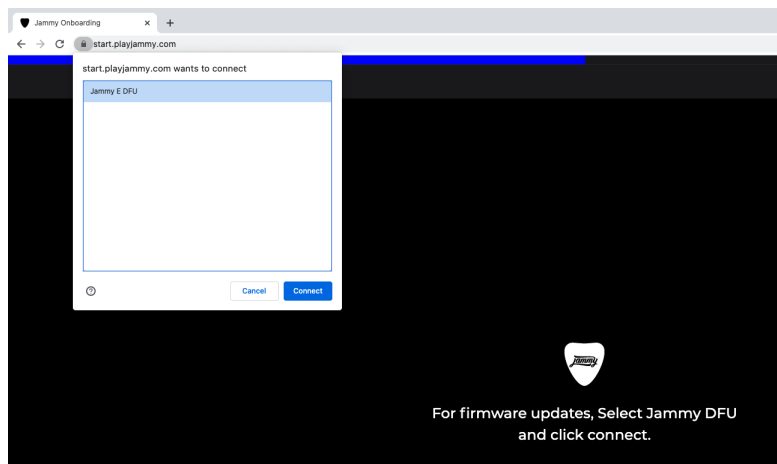 Jammy Onboarding
start.playjammy.com
start.playjammy.com wants to connect
Jammy E DFU
Cancel
Connect
Jammy
For firmware updates, Select Jammy DFU
and click connect.